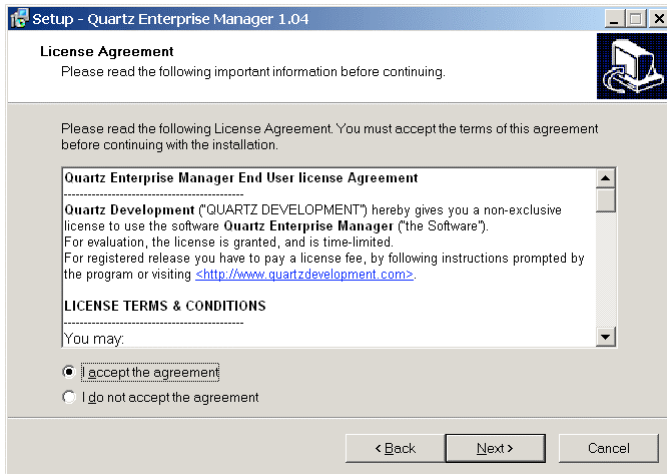 Setup - Quartz Enterprise Manager 1.04
License Agreement
Please read the following important information before continuing.
Please read the following License Agreement. You must accept the terms of this agreement
before continuing with the installation.
Quartz Enterprise Manager End User license Agreement
--------------------------------------------
Quartz Development ("QUARTZ DEVELOPMENT") hereby gives you a non-exclusive
license to use the software Quartz Enterprise Manager ("the Software").
For evaluation, the license is granted, and is time-limited.
For registered release you have to pay a license fee, by following instructions prompted by
the program or visiting <http://www.quartzdevelopment.com>.
LICENSE TERMS & CONDITIONS
--------------------------------------------
You may:
I accept the agreement
I do not accept the agreement
< Back Next > Cancel